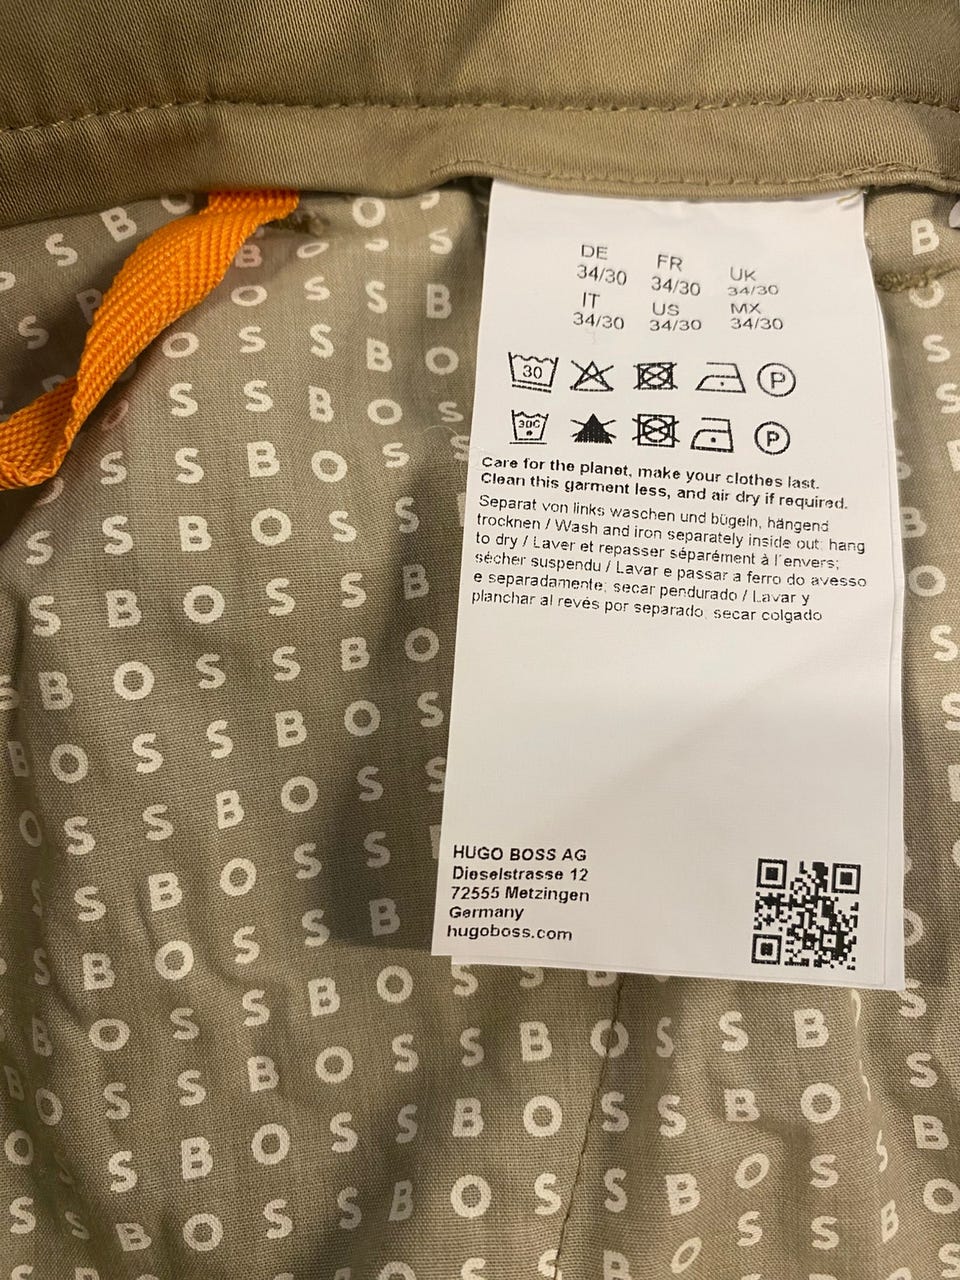 DE FR UK
34/30 34/30 34/30
IT US MX
34/30 34/30 34/30
30 P
30C P
Care for the planet, make your clothes last.
Clean this garment less, and air dry if required.
Separat von links waschen und bügeln, hängend
trocknen / Wash and iron separately inside out; hang
to dry / Laver et repasser séparément à l'envers;
sécher suspendu / Lavar e passar a ferro do avesso
e separadamente; secar pendurado / Lavar y
planchar al revés por separado, secar colgado
HUGO BOSS AG
Dieselstrasse 12
72555 Metzingen
Germany
hugoboss.com
BOSS